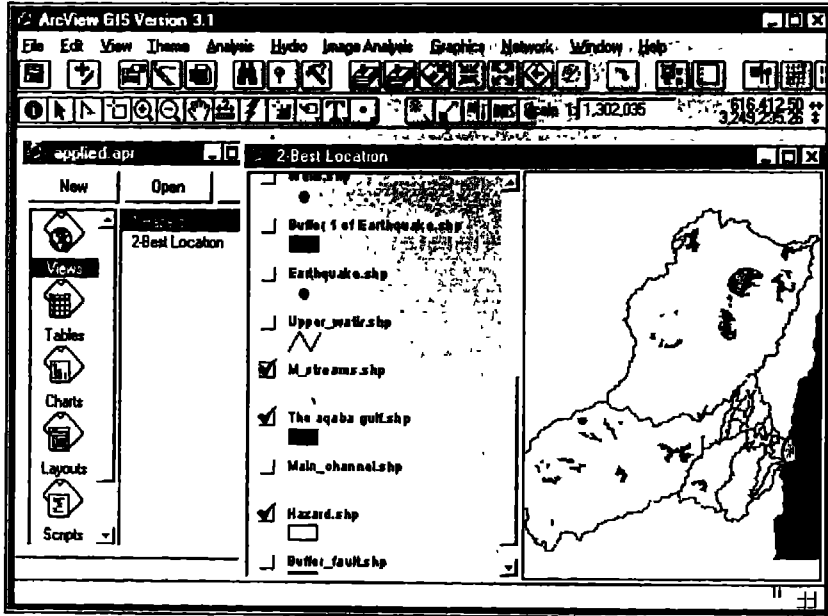 ArcView GIS Version 3.1
File Edit View Theme Analysis Hydro Image Analysis Graphics Network Window Help
Scale 1: 1,302,035
616,412.50
3,249,235.26
applied.apr
New Open
2-Best Location
Views
Tables
Charts
Layouts
Scripts
2-Best Location
Buffer 1 of Earthquake.shp
Earthquake.shp
Upper_watir.shp
M_streams.shp
The aqaba gulf.shp
Main_channel.shp
Hazard.shp
Buffer_fault.shp